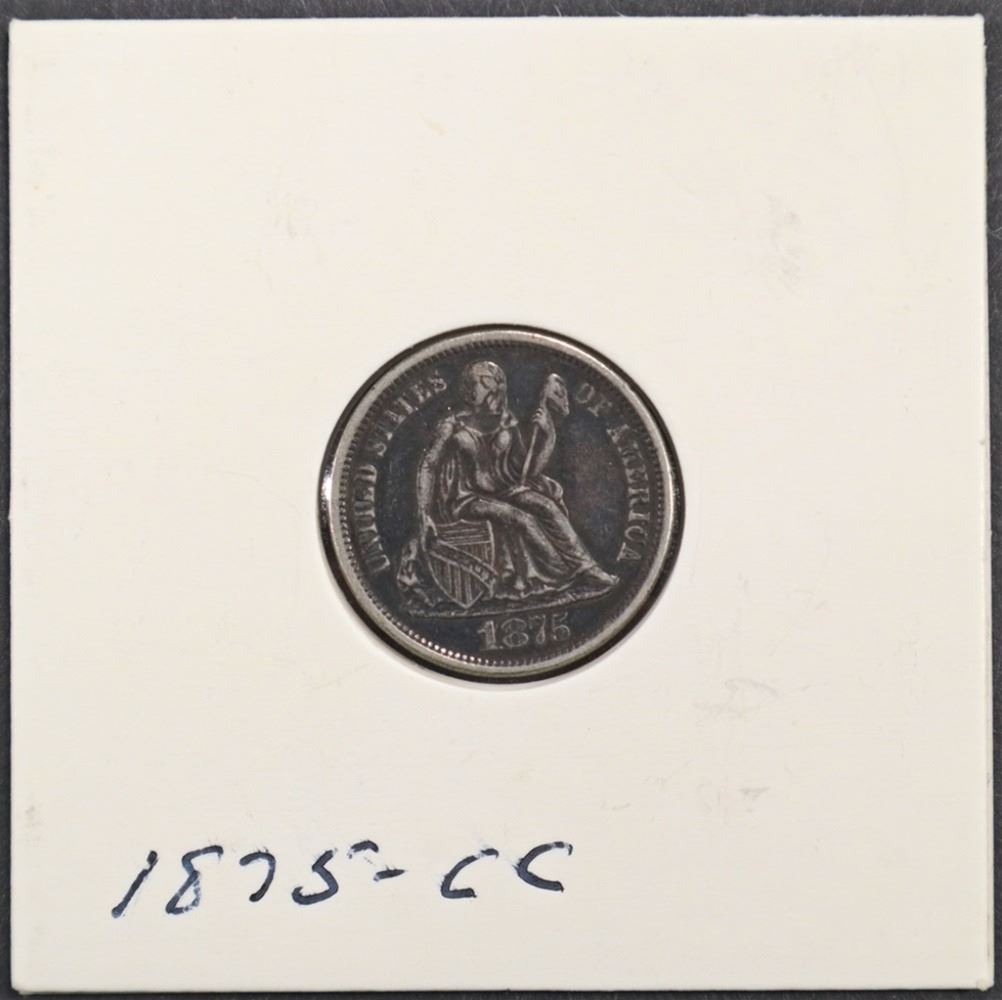 UNITED STATES OF AMERICA
1875
1875-CC